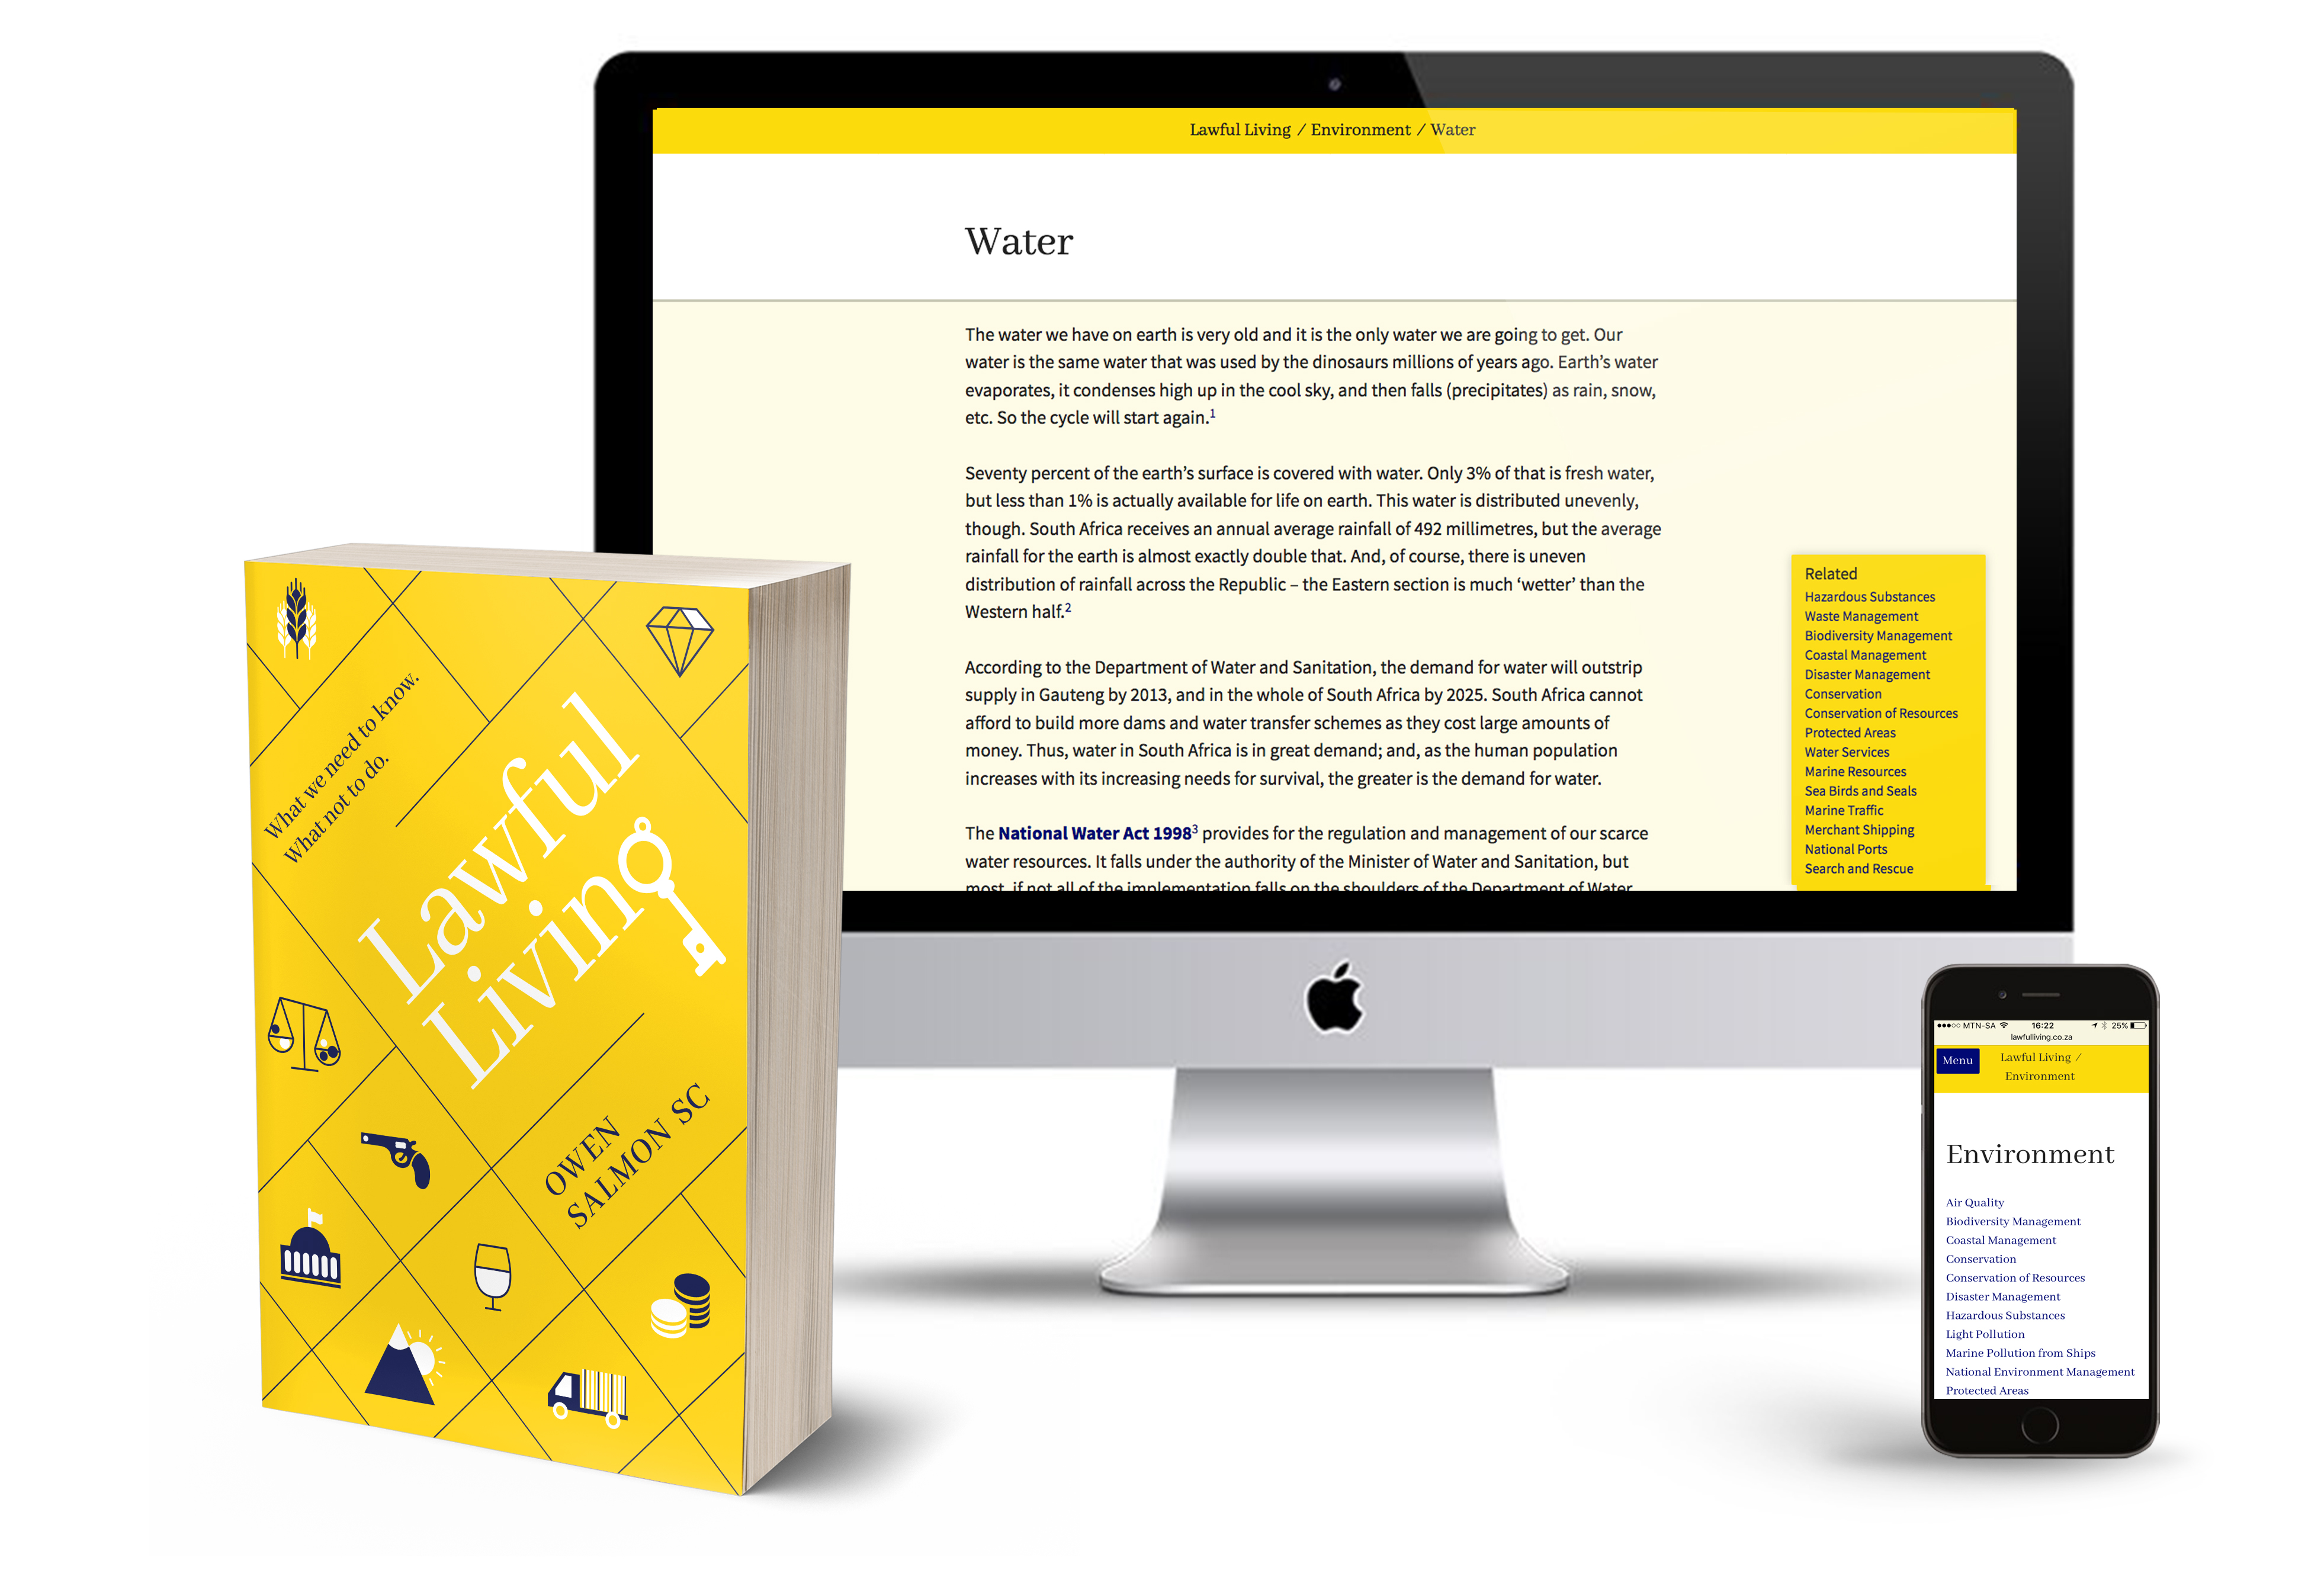 Lawful Living / Environment / Water
Water
The water we have on earth is very old and it is the only water we are going to get. Our
water is the same water that was used by the dinosaurs millions of years ago. Earth’s water
evaporates, it condenses high up in the cool sky, and then falls (precipitates) as rain, snow,
etc. So the cycle will start again.1
Seventy percent of the earth’s surface is covered with water. Only 3% of that is fresh water,
but less than 1% is actually available for life on earth. This water is distributed unevenly,
though. South Africa receives an annual average rainfall of 492 millimetres, but the average
rainfall for the earth is almost exactly double that. And, of course, there is uneven
distribution of rainfall across the Republic – the Eastern section is much ‘wetter’ than the
Western half.2
According to the Department of Water and Sanitation, the demand for water will outstrip
supply in Gauteng by 2013, and in the whole of South Africa by 2025. South Africa cannot
afford to build more dams and water transfer schemes as they cost large amounts of
money. Thus, water in South Africa is in great demand; and, as the human population
increases with its increasing needs for survival, the greater is the demand for water.
The National Water Act 19983 provides for the regulation and management of our scarce
water resources. It falls under the authority of the Minister of Water and Sanitation, but
most, if not all of the implementation falls on the shoulders of the Department of Water
Related
Hazardous Substances
Waste Management
Biodiversity Management
Coastal Management
Disaster Management
Conservation
Conservation of Resources
Protected Areas
Water Services
Marine Resources
Sea Birds and Seals
Marine Traffic
Merchant Shipping
National Ports
Search and Rescue
What we need to know.
What not to do.
Lawful
Living
OWEN
SALMON SC
MTN-SA 16:22 25%
lawfulliving.co.za
Menu
Lawful Living /
Environment
Environment
Air Quality
Biodiversity Management
Coastal Management
Conservation
Conservation of Resources
Disaster Management
Hazardous Substances
Light Pollution
Marine Pollution from Ships
National Environment Management
Protected Areas